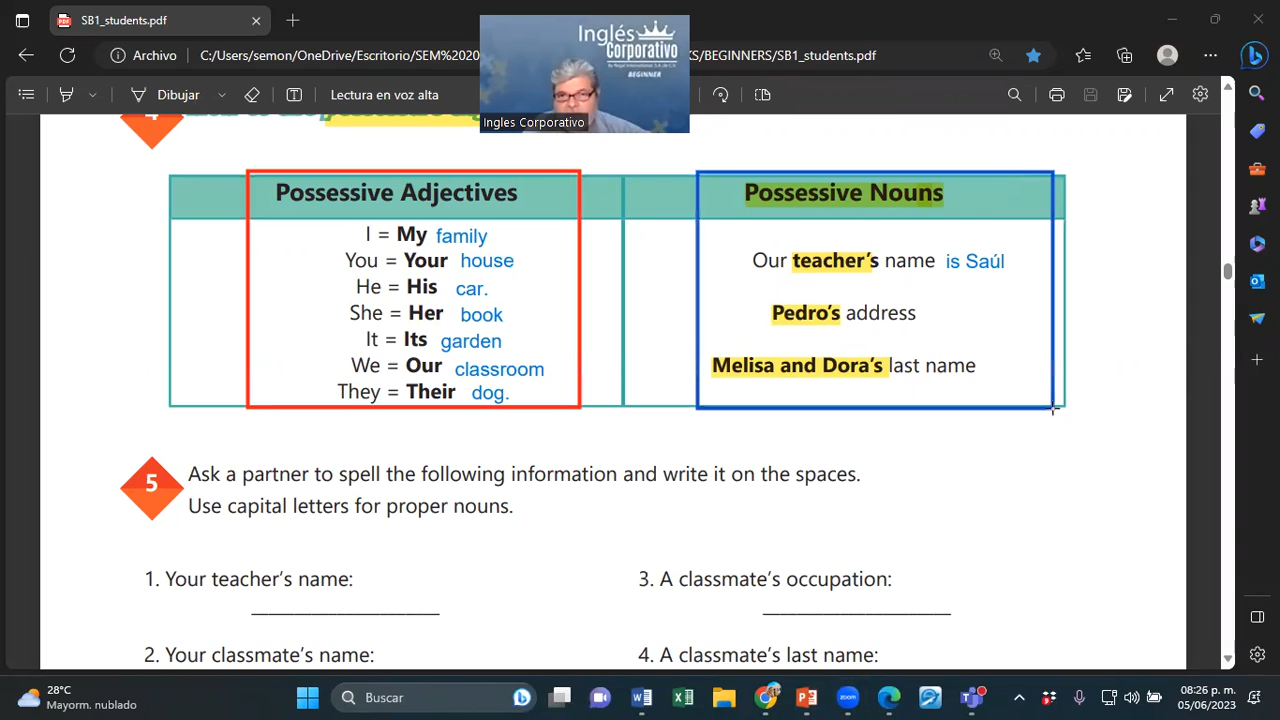 SB1_students.pdf
Archivo
C:/Users/semon/OneDrive/Escritorio/SEM%20
KS/BEGINNERS/SB1_students.pdf
Dibujar
Lectura en voz alta
Inglés
Corporativo
BEGINNER
Ingles Corporativo
Possessive Adjectives
I = My family
You = Your house
He = His car.
She = Her book
It = Its garden
We = Our classroom
They = Their dog.
Possessive Nouns
Our teacher's name is Saúl
Pedro's address
Melisa and Dora's last name
5
Ask a partner to spell the following information and write it on the spaces.
Use capital letters for proper nouns.
1. Your teacher's name:
2. Your classmate's name:
3. A classmate's occupation:
4. A classmate's last name:
28°C
Mayorm. nublado
Buscar
08:26 p. m.
05/06/2023